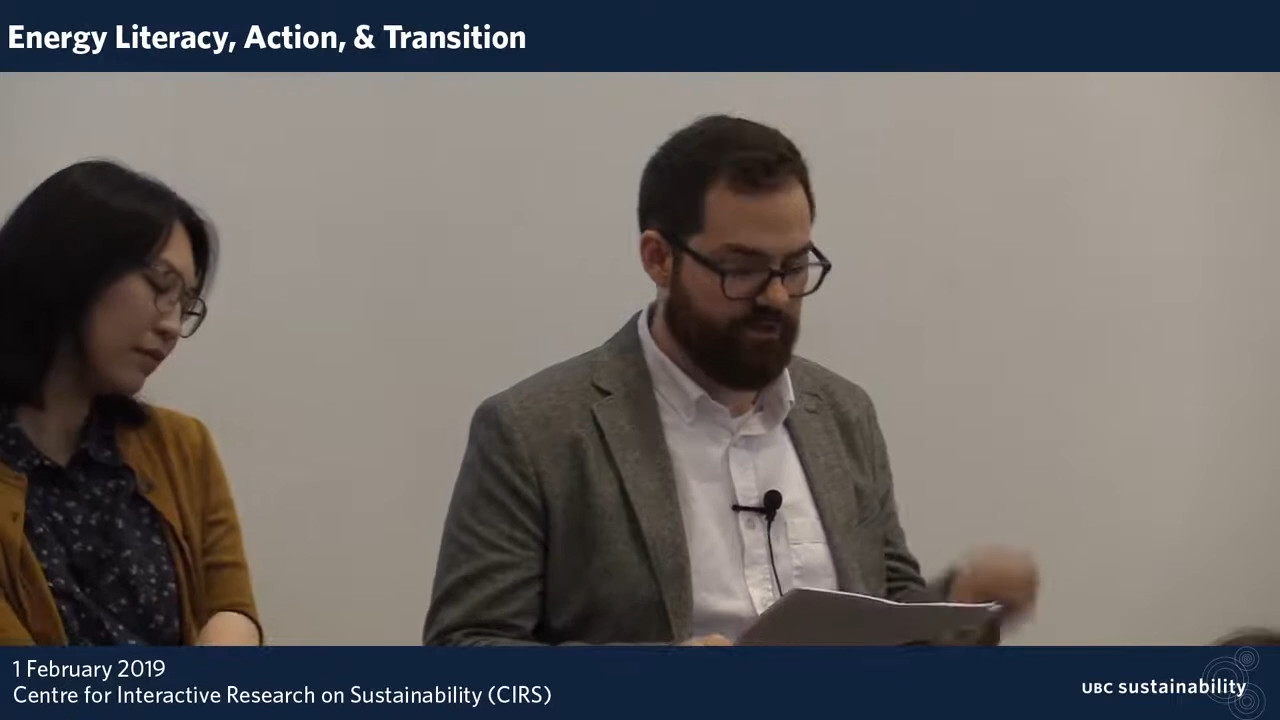 Energy Literacy, Action, & Transition
1 February 2019
Centre for Interactive Research on Sustainability (CIRS)
UBC sustainability